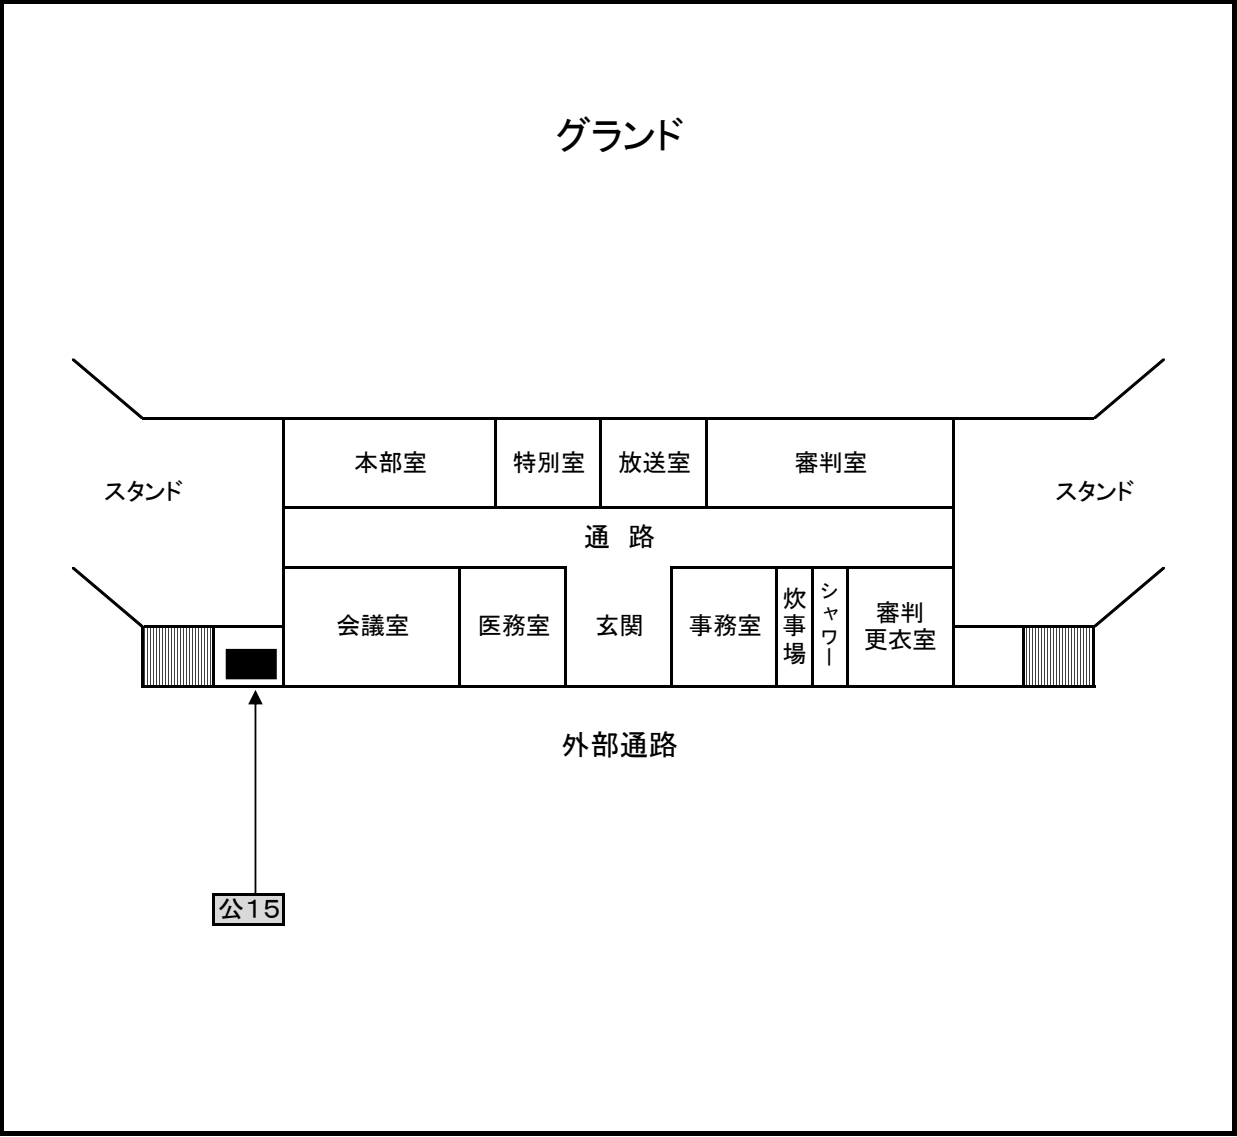 グランド
本部室
特別室
放送室
審判室
スタンド
スタンド
通　路
会議室
医務室
玄関
事務室
炊事場
シャワー
審判
更衣室
外部通路
公１５